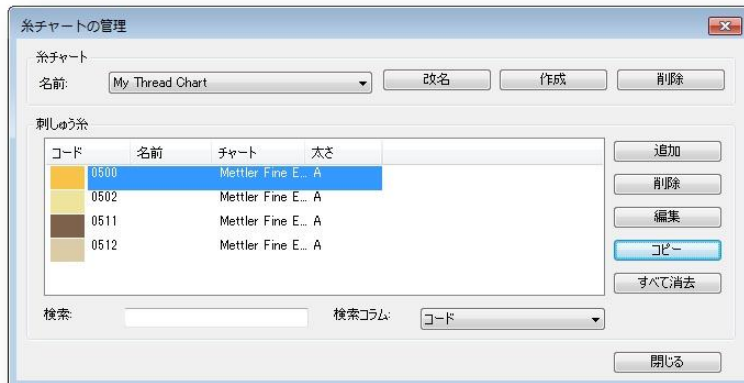 糸チャートの管理
糸チャート
名前: My Thread Chart 改名 作成 削除
刺しゅう糸
コード 名前 チャート 太さ 追加
0500 Mettler Fine E... A 削除
0502 Mettler Fine E... A 編集
0511 Mettler Fine E... A コピー
0512 Mettler Fine E... A すべて消去
検索: 検索コラム: コード
閉じる